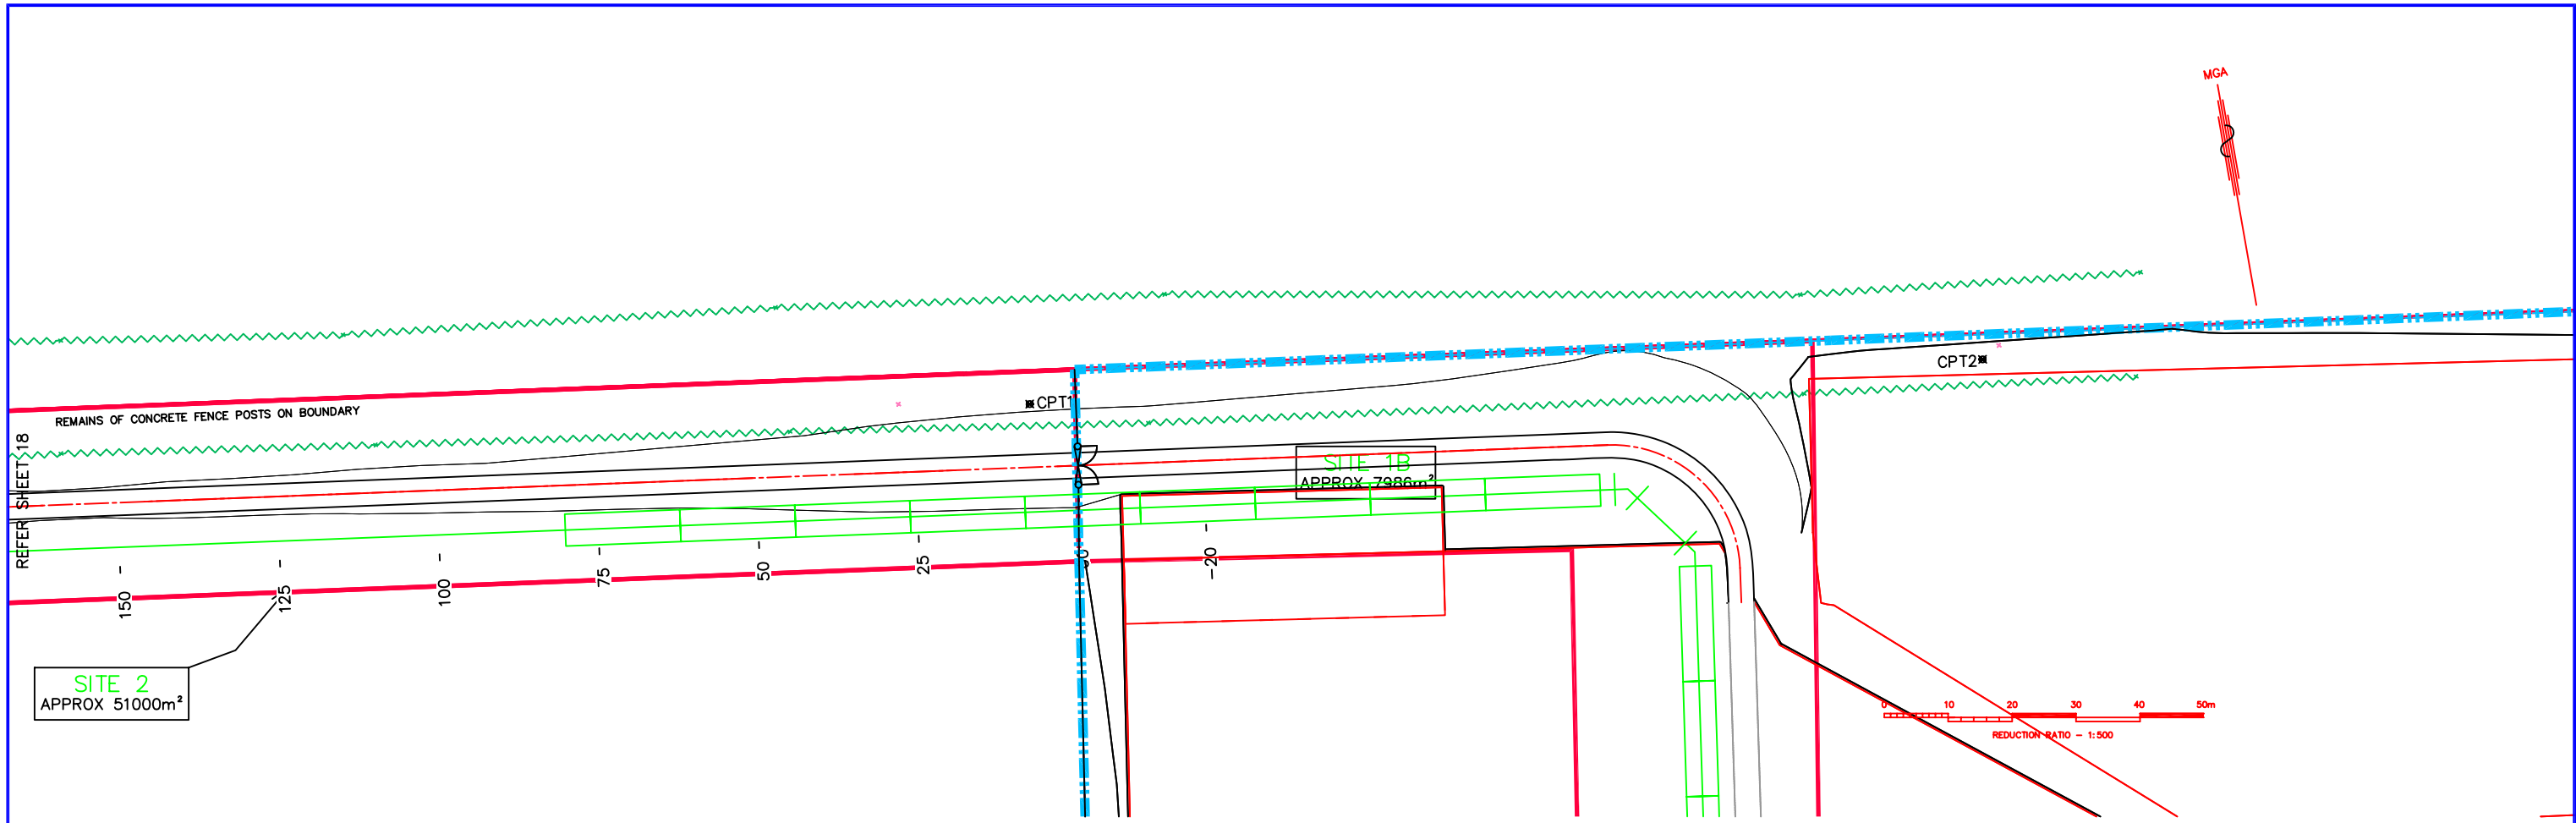 MGA
CPT2
CPT1
REMAINS OF CONCRETE FENCE POSTS ON BOUNDARY
REFER SHEET 18
SITE 1B
APPROX 7986m²
150
125
100
75
50
25
00
-20
SITE 2
APPROX 51000m²
0 10 20 30 40 50m
REDUCTION RATIO - 1:500